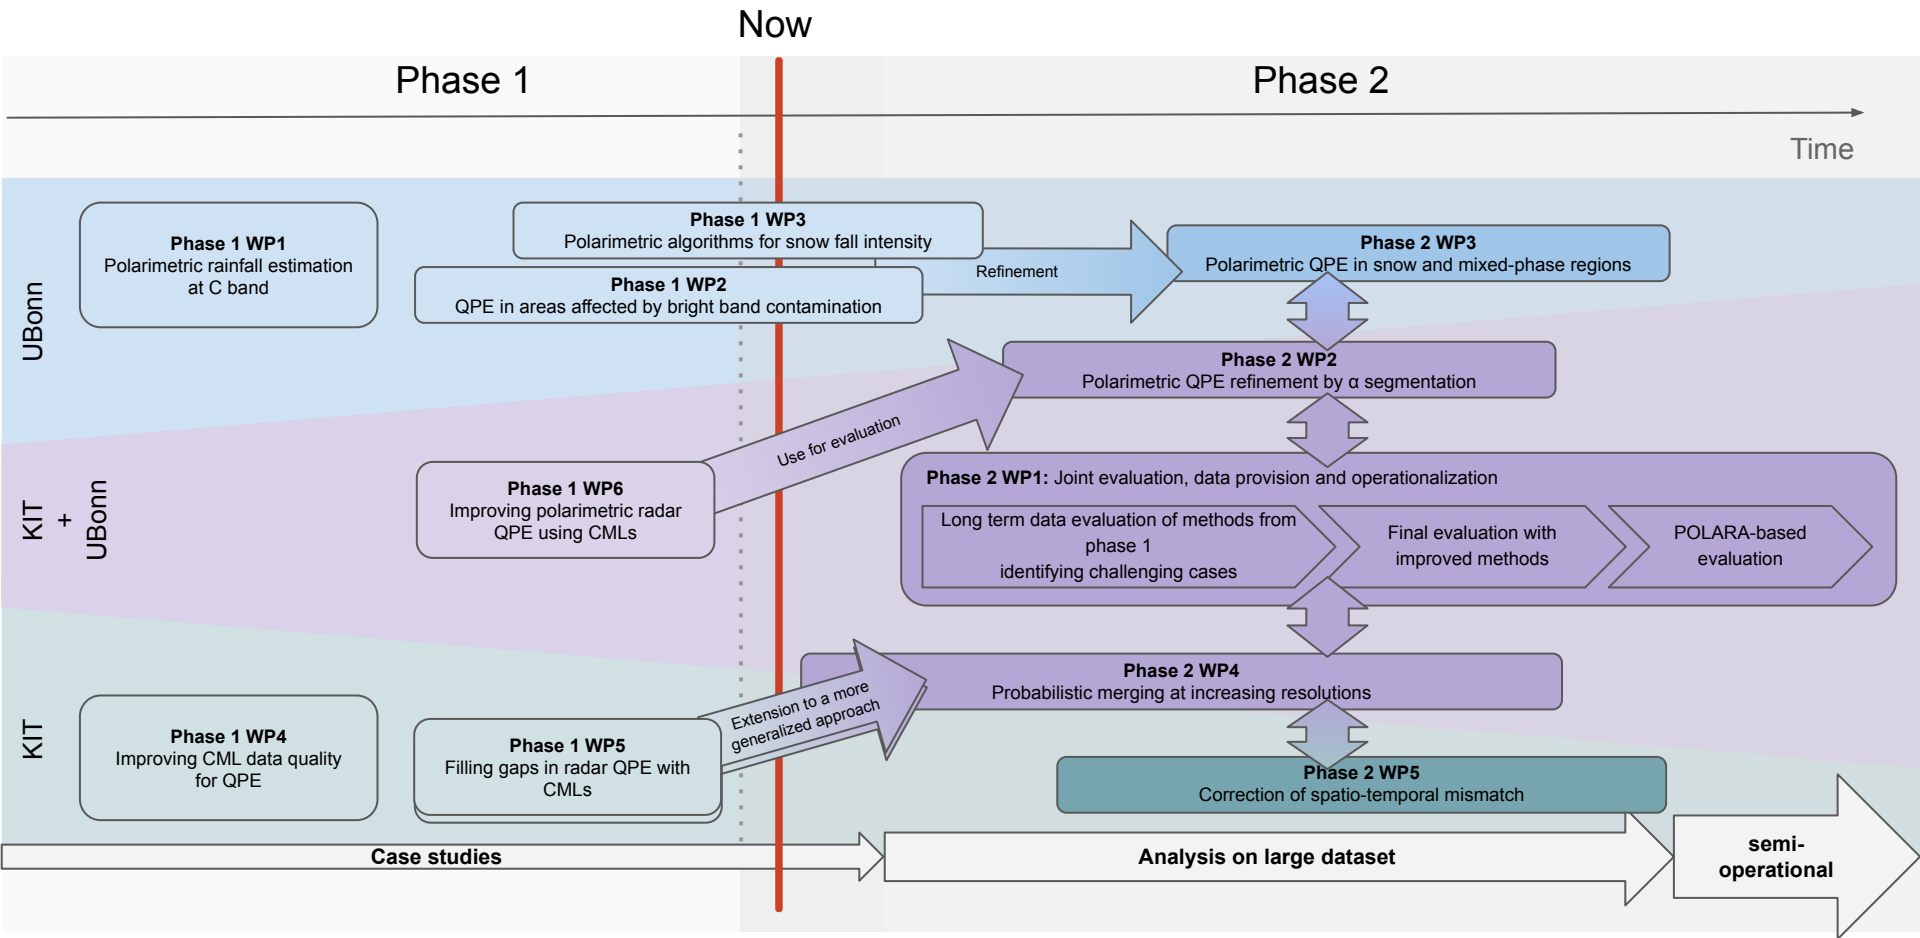 Now
Phase 1
Phase 2
Time
UBonn
Phase 1 WP1
Polarimetric rainfall estimation
at C band
Phase 1 WP3
Polarimetric algorithms for snow fall intensity
Phase 1 WP2
QPE in areas affected by bright band contamination
Refinement
Phase 2 WP3
Polarimetric QPE in snow and mixed-phase regions
Phase 2 WP2
Polarimetric QPE refinement by α segmentation
KIT
+
UBonn
Phase 1 WP6
Improving polarimetric radar
QPE using CMLs
Use for evaluation
Phase 2 WP1: Joint evaluation, data provision and operationalization
Long term data evaluation of methods from
phase 1
identifying challenging cases
Final evaluation with
improved methods
POLARA-based
evaluation
KIT
Phase 1 WP4
Improving CML data quality
for QPE
Phase 1 WP5
Filling gaps in radar QPE with
CMLs
Extension to a more
generalized approach
Phase 2 WP4
Probabilistic merging at increasing resolutions
Phase 2 WP5
Correction of spatio-temporal mismatch
Case studies
Analysis on large dataset
semi-
operational